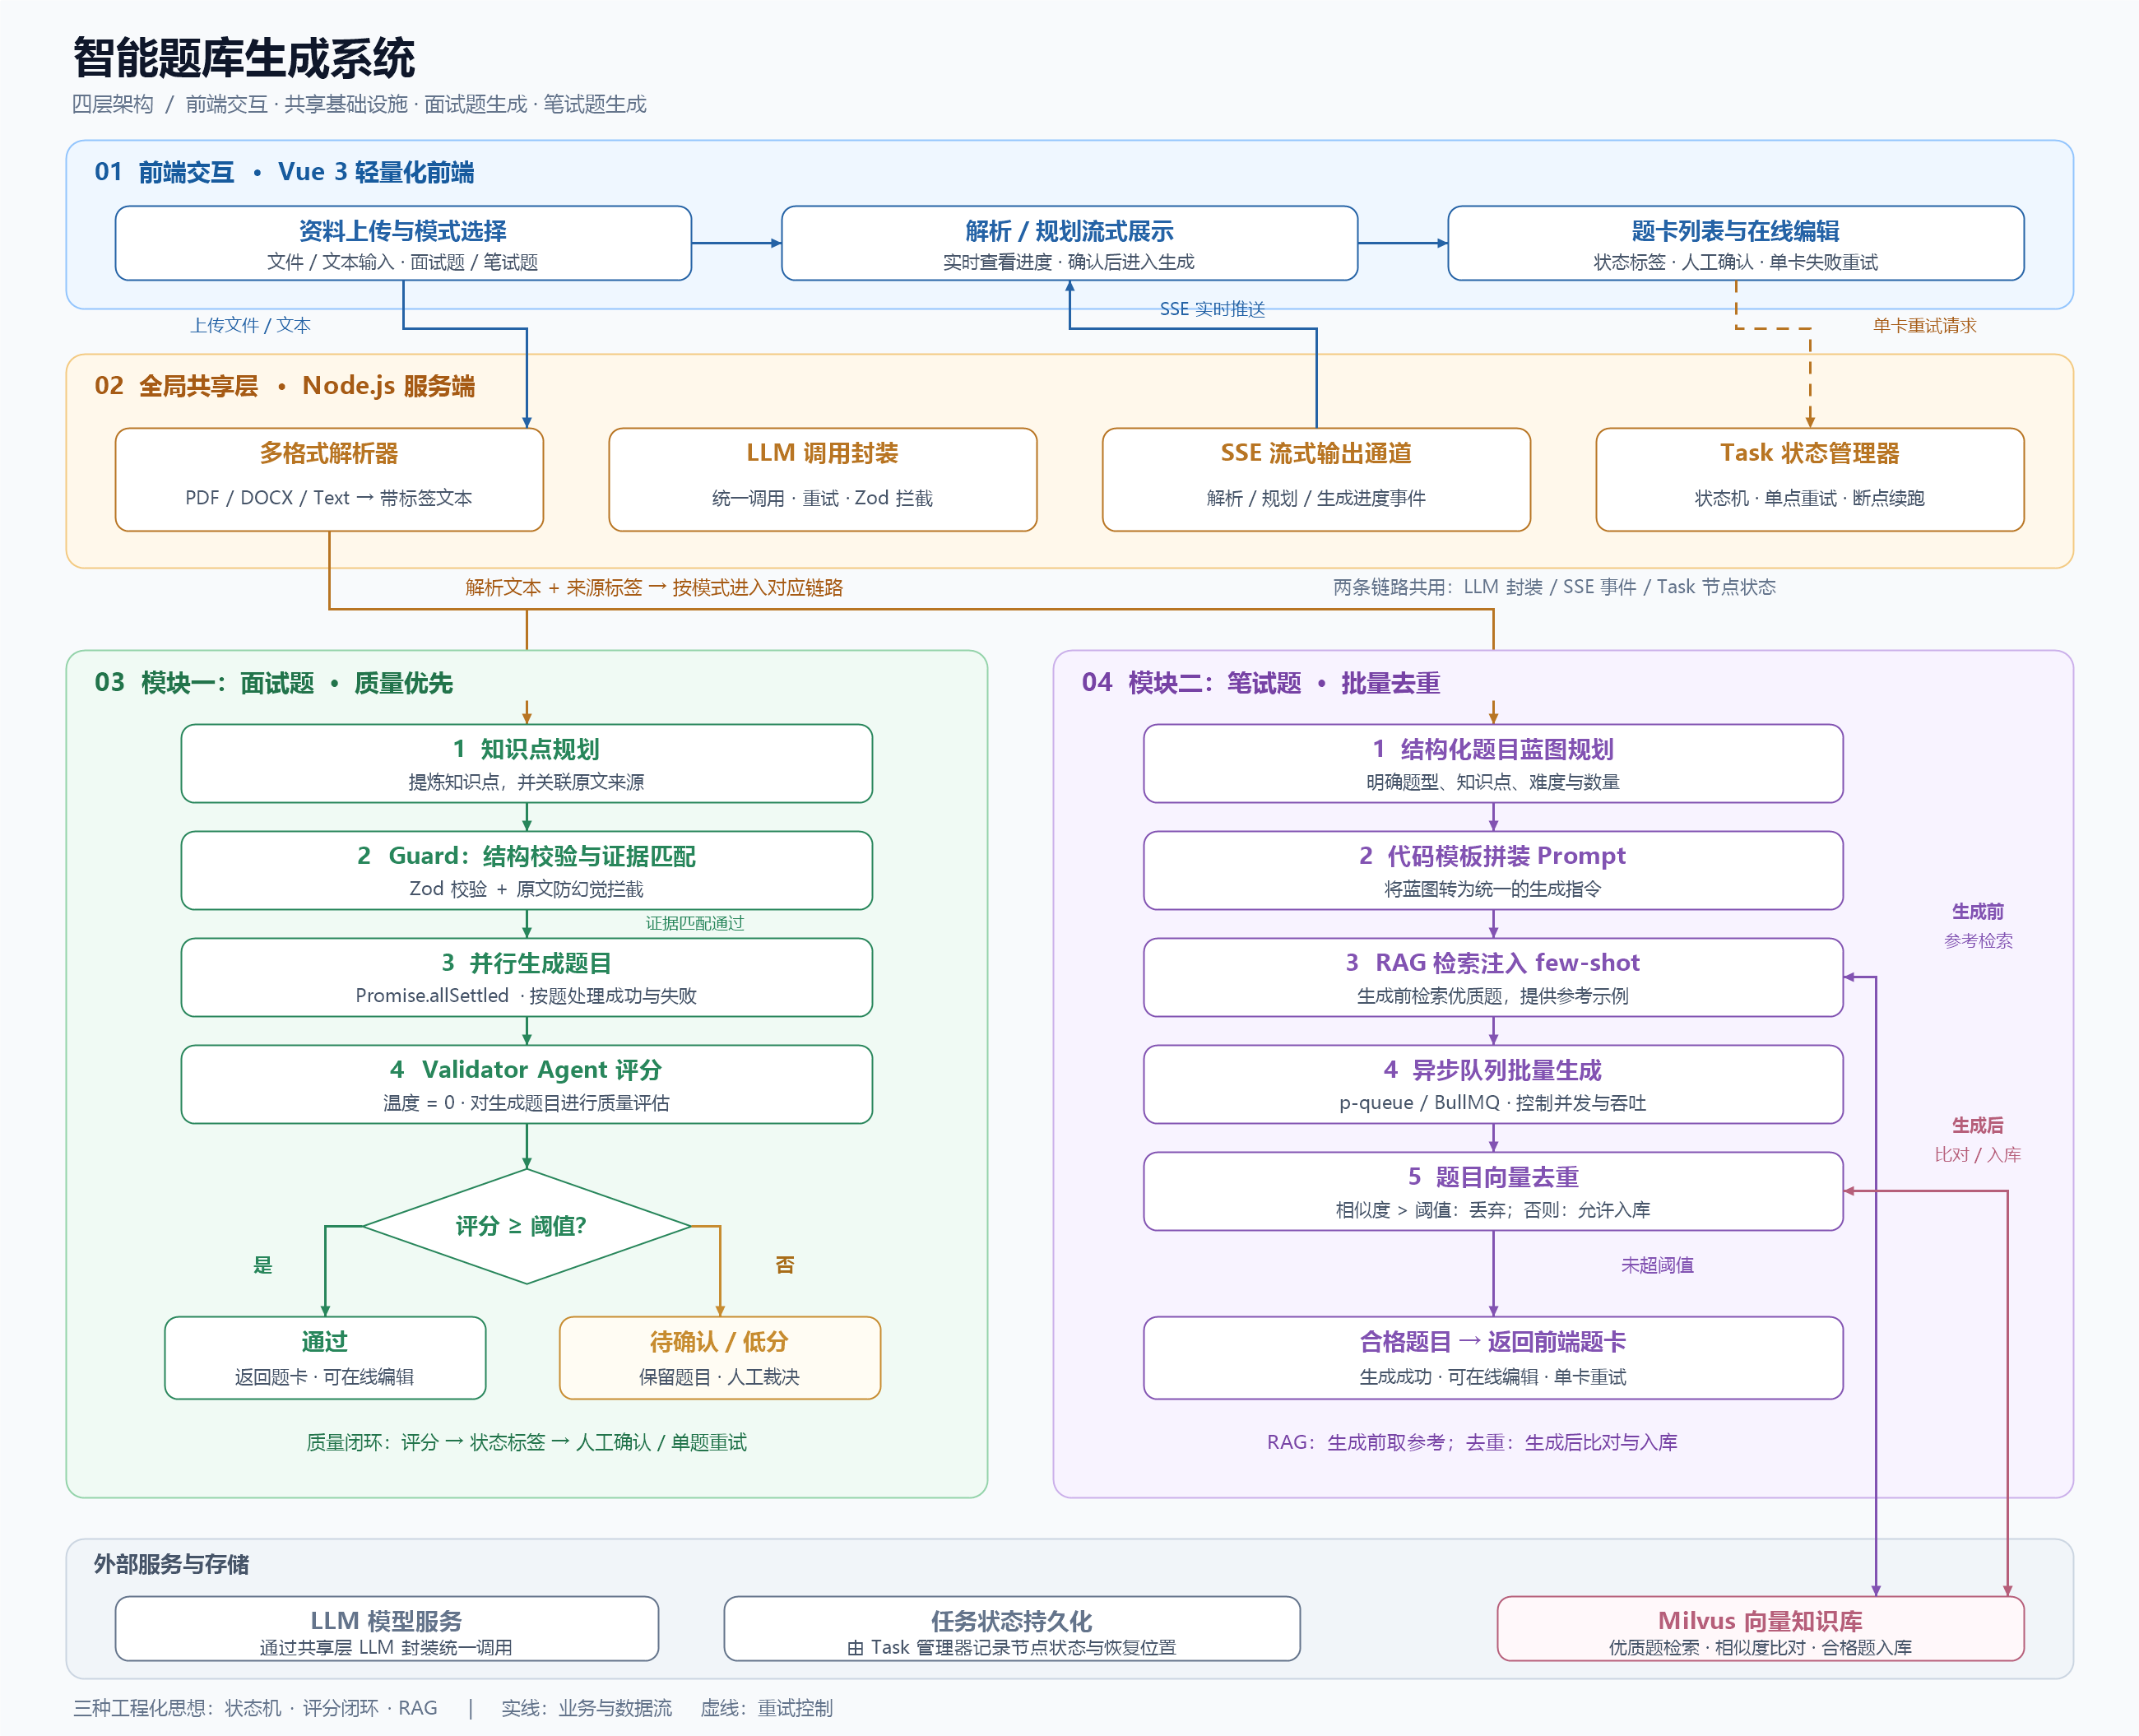 智能题库生成系统
四层架构 / 前端交互 · 共享基础设施 · 面试题生成 · 笔试题生成
01 前端交互 • Vue 3 轻量化前端
资料上传与模式选择
文件 / 文本输入 · 面试题 / 笔试题
解析 / 规划流式展示
实时查看进度 · 确认后进入生成
题卡列表与在线编辑
状态标签 · 人工确认 · 单卡失败重试
上传文件 / 文本
SSE 实时推送
单卡重试请求
02 全局共享层 • Node.js 服务端
多格式解析器
PDF / DOCX / Text → 带标签文本
LLM 调用封装
统一调用 · 重试 · Zod 拦截
SSE 流式输出通道
解析 / 规划 / 生成进度事件
Task 状态管理器
状态机 · 单点重试 · 断点续跑
解析文本 + 来源标签 → 按模式进入对应链路
两条链路共用：LLM 封装 / SSE 事件 / Task 节点状态
03 模块一：面试题 • 质量优先
1 知识点规划
提炼知识点，并关联原文来源
2 Guard：结构校验与证据匹配
Zod 校验 + 原文防幻觉拦截
证据匹配通过
3 并行生成题目
Promise.allSettled · 按题处理成功与失败
4 Validator Agent 评分
温度 = 0 · 对生成题目进行质量评估
评分 ≥ 阈值?
是
否
通过
返回题卡 · 可在线编辑
待确认 / 低分
保留题目 · 人工裁决
质量闭环：评分 → 状态标签 → 人工确认 / 单题重试
04 模块二：笔试题 • 批量去重
1 结构化题目蓝图规划
明确题型、知识点、难度与数量
2 代码模板拼装 Prompt
将蓝图转为统一的生成指令
生成前
参考检索
3 RAG 检索注入 few-shot
生成前检索优质题，提供参考示例
4 异步队列批量生成
p-queue / BullMQ · 控制并发与吞吐
生成后
比对 / 入库
5 题目向量去重
相似度 > 阈值：丢弃；否则：允许入库
未超阈值
合格题目 → 返回前端题卡
生成成功 · 可在线编辑 · 单卡重试
RAG：生成前取参考；去重：生成后比对与入库
外部服务与存储
LLM 模型服务
通过共享层 LLM 封装统一调用
任务状态持久化
由 Task 管理器记录节点状态与恢复位置
Milvus 向量知识库
优质题检索 · 相似度比对 · 合格题入库
三种工程化思想：状态机 · 评分闭环 · RAG | 实线：业务与数据流 虚线：重试控制